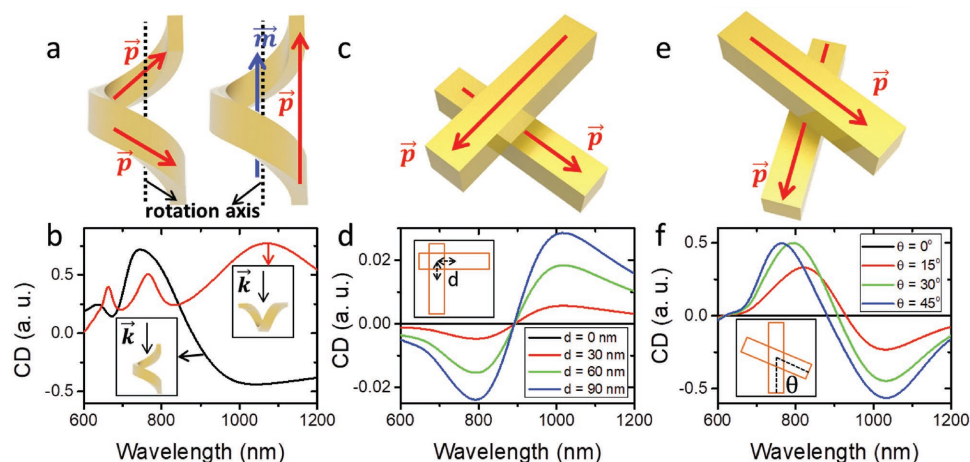 a
p
p
m
p
rotation axis
c
p
p
e
p
p
b
CD (a. u.)
0.5
0.0
-0.5
k
k
600 800 1000 1200
Wavelength (nm)
d
CD (a. u.)
0.02
0.00
-0.02
d
d = 0 nm
d = 30 nm
d = 60 nm
d = 90 nm
600 800 1000 1200
Wavelength (nm)
f
CD (a. u.)
0.5
0.0
-0.5
θ = 0°
θ = 15°
θ = 30°
θ = 45°
θ
600 800 1000 1200
Wavelength (nm)